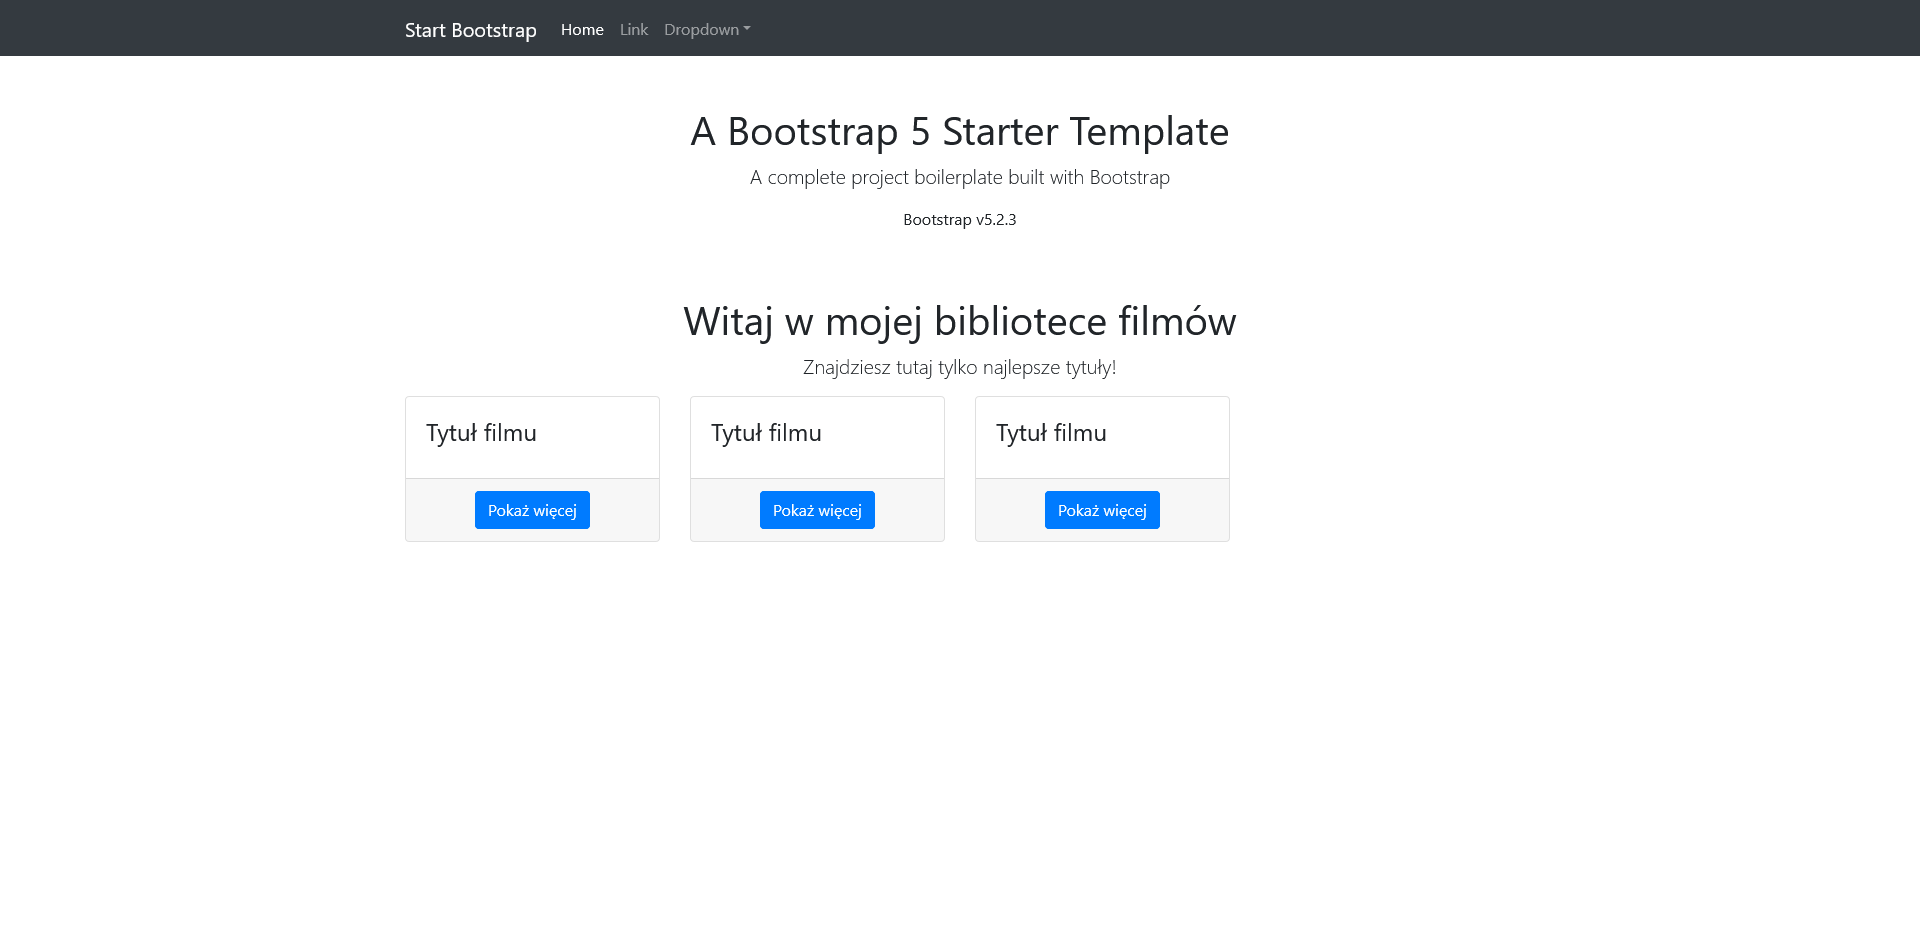 Start Bootstrap Home Link Dropdown
A Bootstrap 5 Starter Template
A complete project boilerplate built with Bootstrap
Bootstrap v5.2.3
Witaj w mojej bibliotece filmów
Znajdziesz tutaj tylko najlepsze tytuły!
Tytuł filmu Tytuł filmu Tytuł filmu
Pokaż więcej Pokaż więcej Pokaż więcej